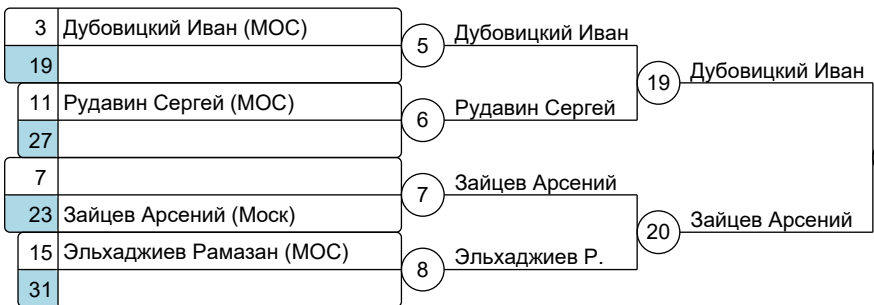 3 Дубовицкий Иван (МОС)
19
5 Дубовицкий Иван
11 Рудавин Сергей (МОС)
27
6 Рудавин Сергей
19 Дубовицкий Иван
7
23 Зайцев Арсений (Моск)
7 Зайцев Арсений
15 Эльхаджиев Рамазан (МОС)
31
8 Эльхаджиев Р.
20 Зайцев Арсений